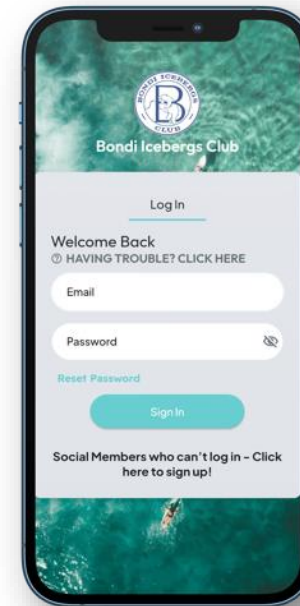 BONDI ICEBERGS
B
CLUB
Bondi Icebergs Club
Log In
Welcome Back
HAVING TROUBLE? CLICK HERE
Email
Password
Reset Password
Sign In
Social Members who can't log in – Click
here to sign up!